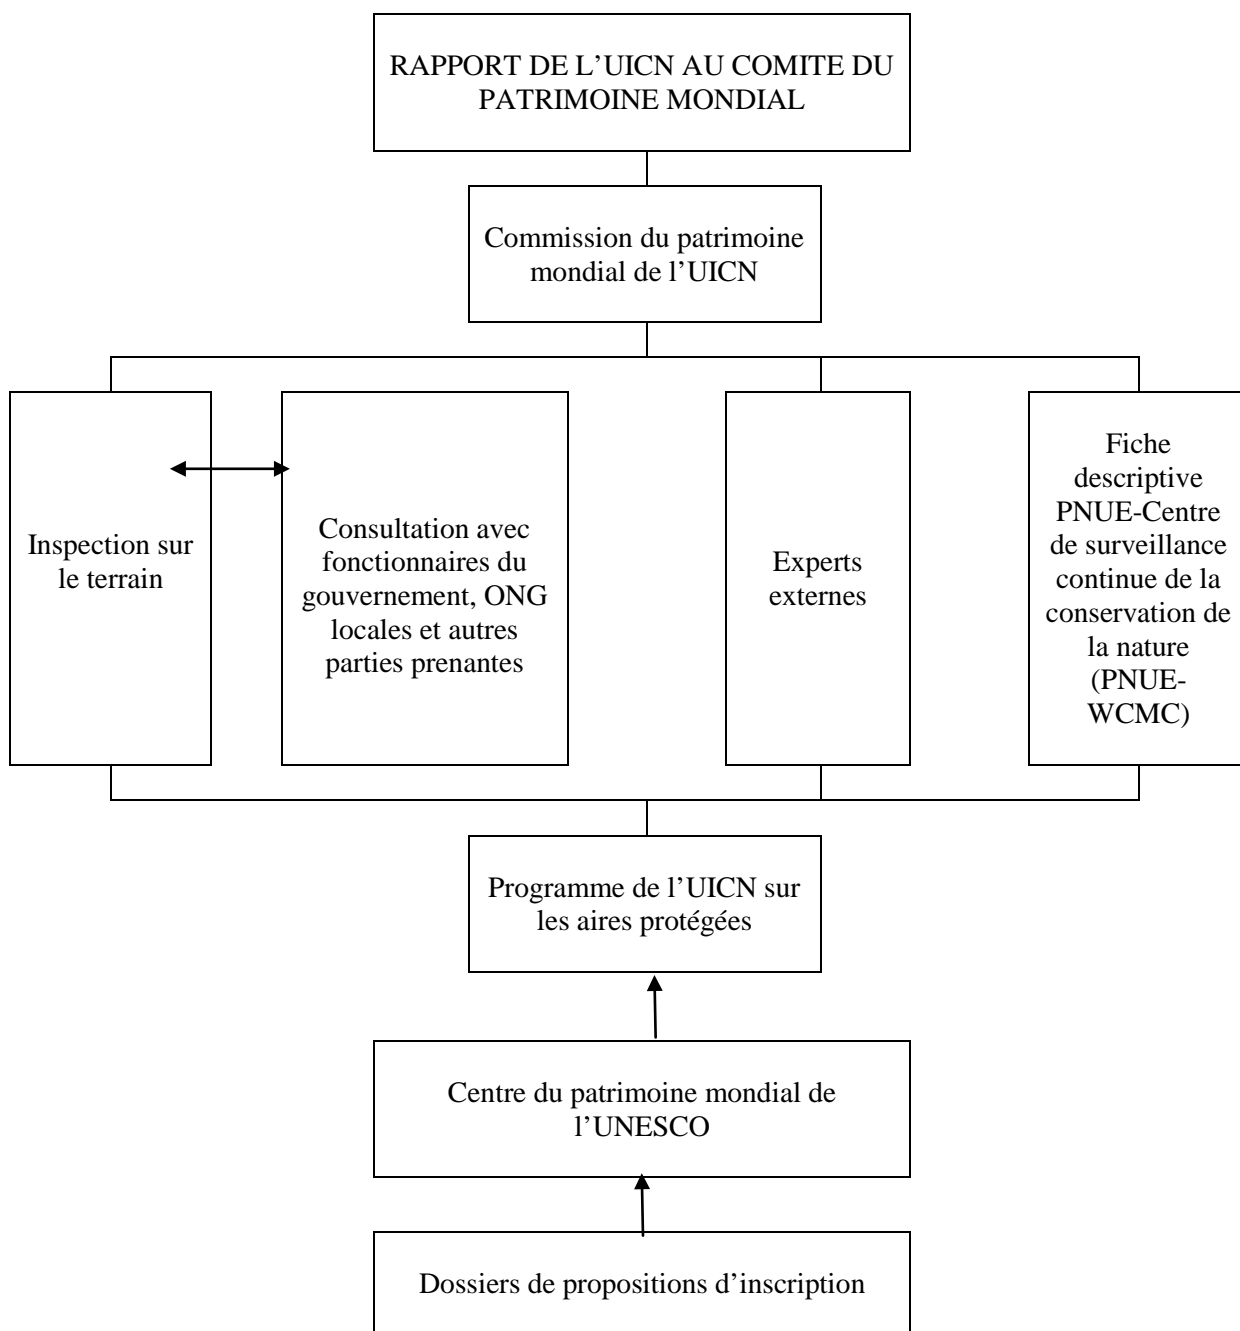 RAPPORT DE L’UICN AU COMITE DU
PATRIMOINE MONDIAL
Commission du patrimoine
mondial de l’UICN
Inspection sur
le terrain
Consultation avec
fonctionnaires du
gouvernement, ONG
locales et autres
parties prenantes
Experts
externes
Fiche
descriptive
PNUE-Centre
de surveillance
continue de la
conservation de
la nature
(PNUE-
WCMC)
Programme de l’UICN sur
les aires protégées
Centre du patrimoine mondial de
l’UNESCO
Dossiers de propositions d’inscription